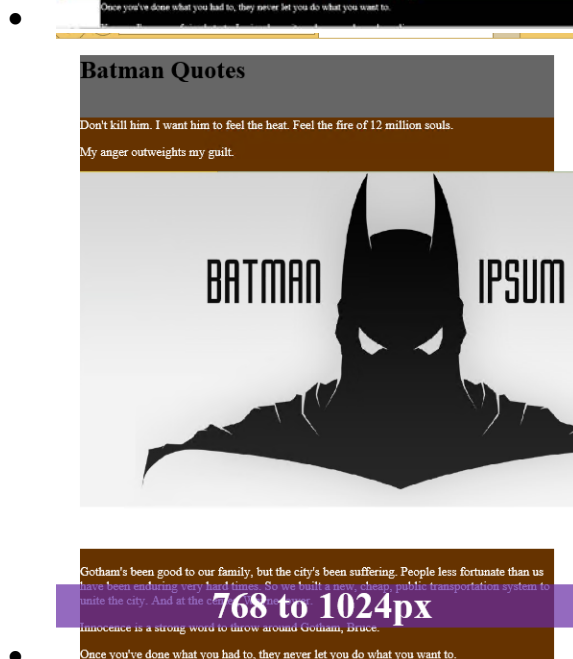 Once you've done what you had to, they never let you do what you want to.
Batman Quotes
Don't kill him. I want him to feel the heat. Feel the fire of 12 million souls.
My anger outweights my guilt.
BATMAN IPSUM
Gotham's been good to our family, but the city's been suffering. People less fortunate than us
have been enduring very hard times. So we built a new, cheap, public transportation system to
unite the city. And at the
768 to 1024px
Innocence is a strong word to throw around Gotham, Bruce.
Once you've done what you had to, they never let you do what you want to.